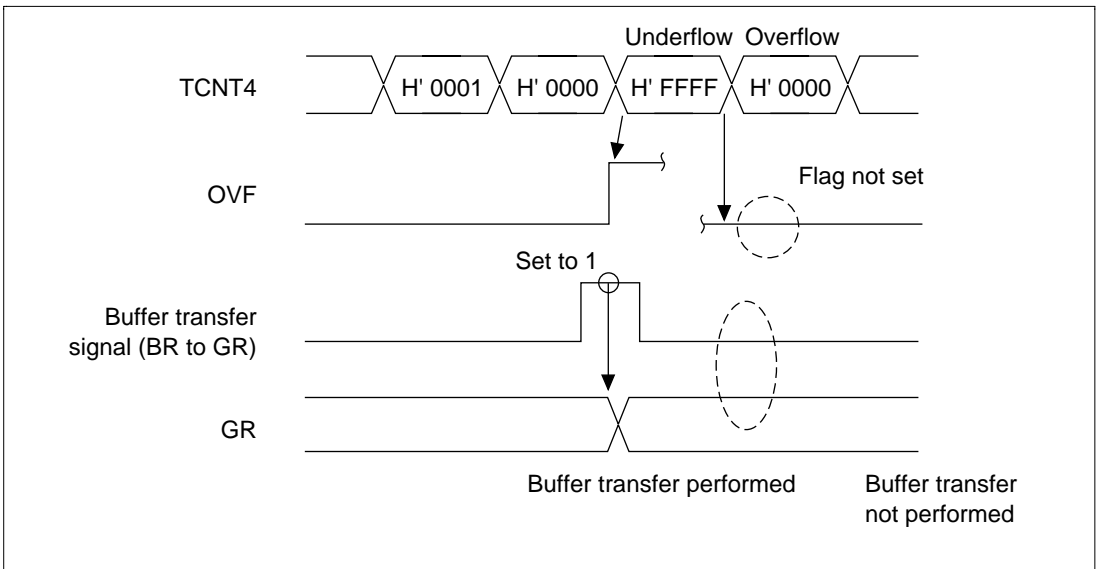 Underflow Overflow
TCNT4 H' 0001 H' 0000 H' FFFF H' 0000
OVF
Flag not set
Set to 1
Buffer transfer
signal (BR to GR)
GR
Buffer transfer performed
Buffer transfer
not performed